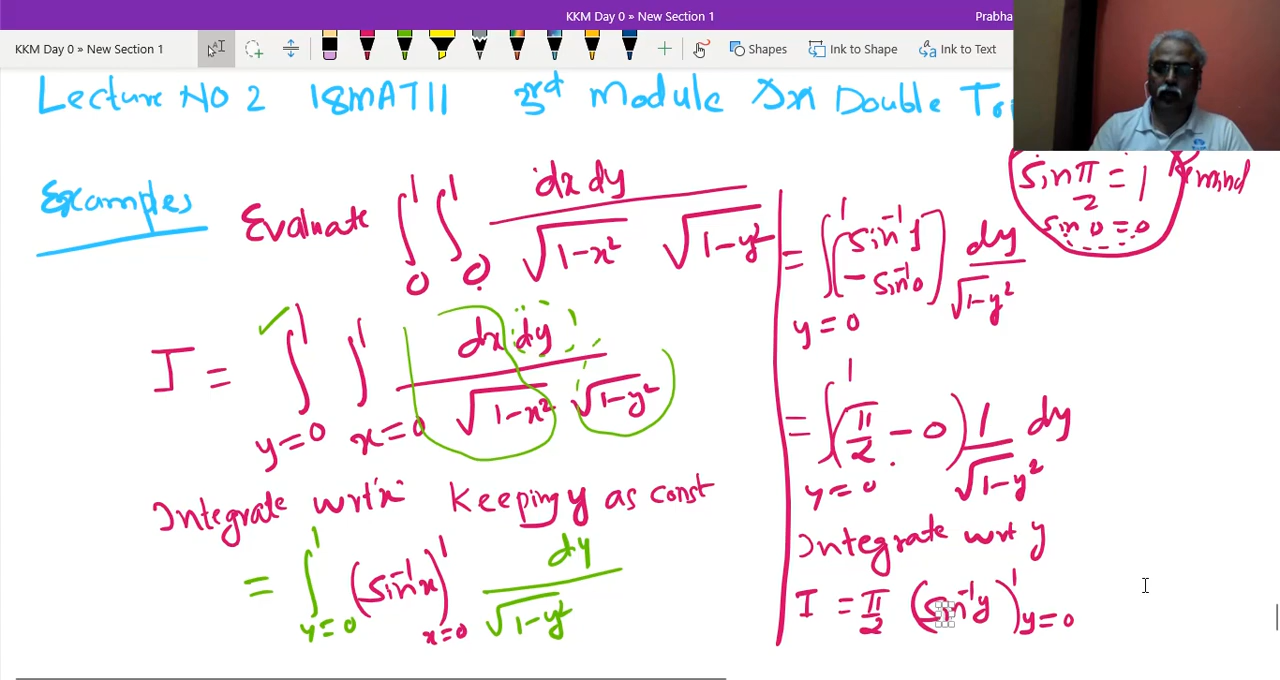 KKM Day 0 » New Section 1
Prabha
KKM Day 0 » New Section 1
Shapes
Ink to Shape
Ink to Text
Lecture No 2 18MAT11 3rd Module Double
Examples
Evaluate ∫₀¹ ∫₀¹ dx dy / √1-x² √1-y²
I = ∫_{y=0}^{1} ∫_{x=0}^{1} dx dy / √1-x² √1-y²
Integrate wrt 'x' keeping y as const
= ∫_{y=0}^{1} (sin⁻¹x)_{x=0}^{1} dy / √1-y²
sin π/2 = 1
sin 0 = 0
Remind
= ∫_{y=0}^{1} (sin⁻¹1 - sin⁻¹0) dy / √1-y²
= ∫_{y=0}^{1} (π/2 - 0) 1/√1-y² dy
Integrate wrt y
I = π/2 (sin⁻¹y)_{y=0}^{1}